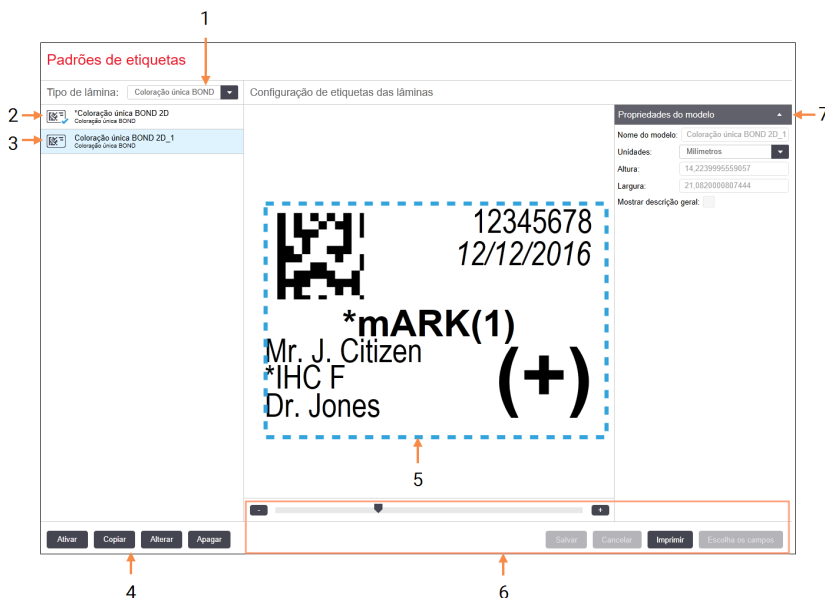 1
Padrões de etiquetas
Tipo de lâmina: Coloração única BOND
Configuração de etiquetas das lâminas
2
*Coloração única BOND 2D
Coloração única BOND
3
Coloração única BOND 2D_1
Coloração única BOND
Propriedades do modelo
7
Nome do modelo: Coloração única BOND 2D_1
Unidades: Milímetros
Altura: 14,2239995559057
Largura: 21,0820000807444
Mostrar descrição geral:
12345678
12/12/2016
*mARK(1)
Mr. J. Citizen
*IHC F
Dr. Jones
(+)
5
- +
Ativar Copiar Alterar Apagar
Salvar Cancelar Imprimir Escolha os campos
4
6